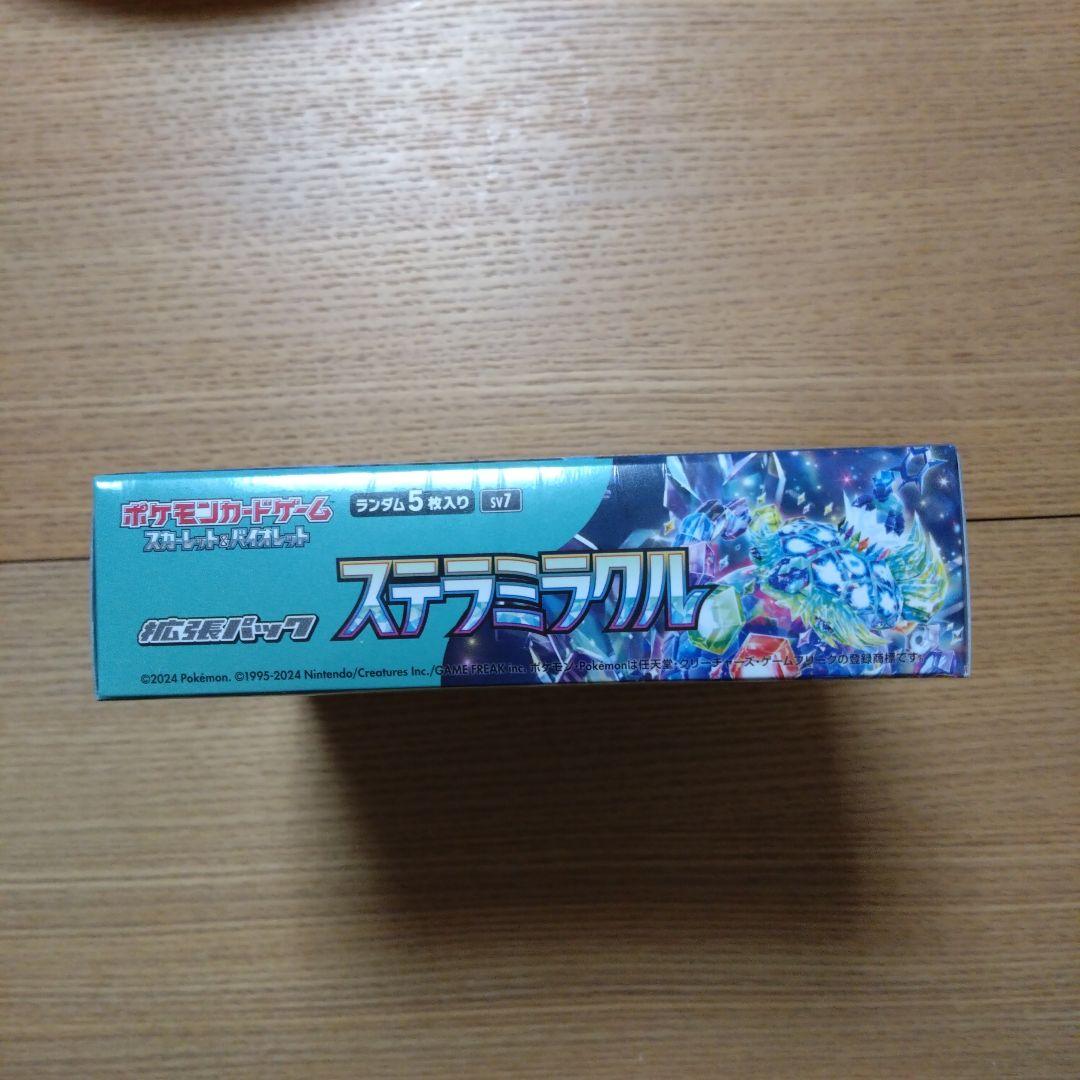 ポケモンカードゲーム
スカーレット&バイオレット
ランダム5枚入り SV7
拡張パック ステラミラクル
©2024 Pokémon. ©1995-2024 Nintendo/Creatures Inc./GAME FREAK inc. ポケモン・Pokémonは任天堂・クリーチャーズ・ゲームフリークの登録商標です。